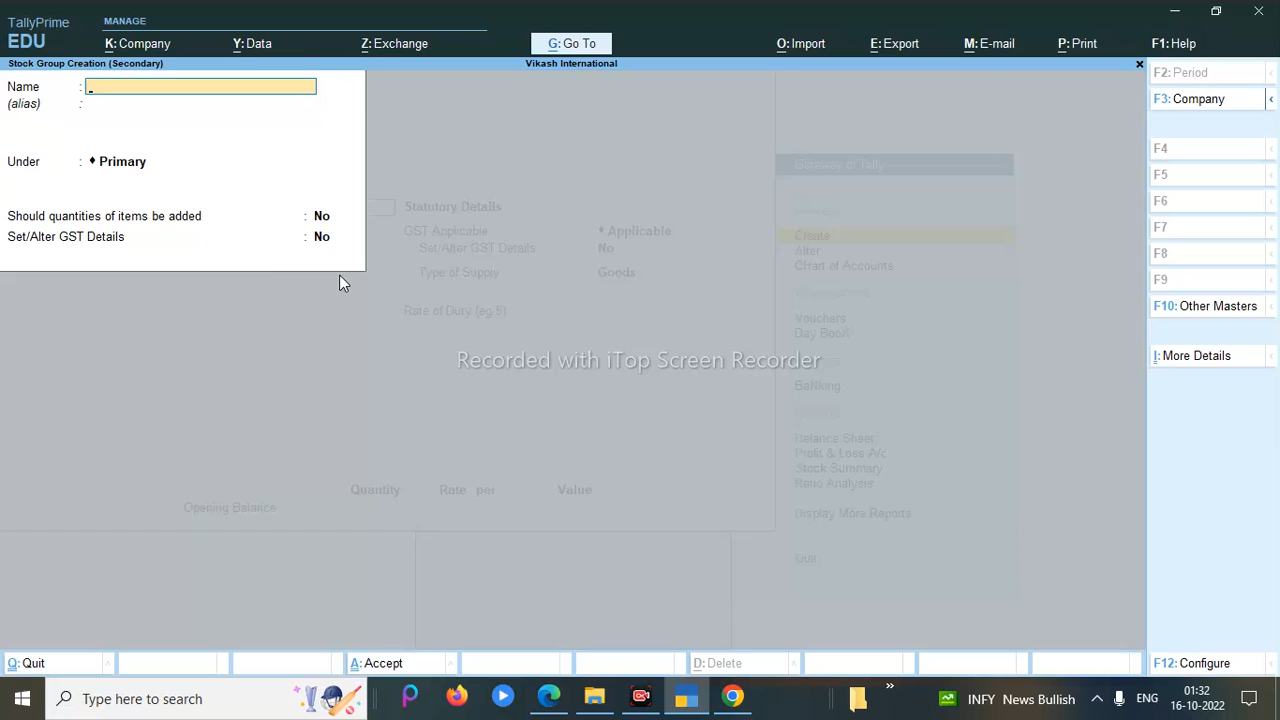 TallyPrime
EDU
MANAGE
K: Company
Y: Data
Z: Exchange
G: Go To
O: Import
E: Export
M: E-mail
P: Print
F1: Help
Stock Group Creation (Secondary)
Vikash International
Name :
(alias) :
Under : ♦ Primary
Should quantities of items be added : No
Set/Alter GST Details : No
Statutory Details
GST Applicable ♦ Applicable
Set/Alter GST Details No
Type of Supply Goods
Rate of Duty (eg 5)
Quantity Rate per Value
Opening Balance
Gateway of Tally
Create
Alter
Chart of Accounts
Vouchers
Day Book
Banking
Balance Sheet
Profit & Loss A/c
Stock Summary
Ratio Analysis
Display More Reports
Quit
Recorded with iTop Screen Recorder
F2: Period
F3: Company
F4
F5
F6
F7
F8
F9
F10: Other Masters
I: More Details
F12: Configure
Q: Quit
A: Accept
D: Delete
Type here to search
INFY News Bullish
ENG
01:32
16-10-2022